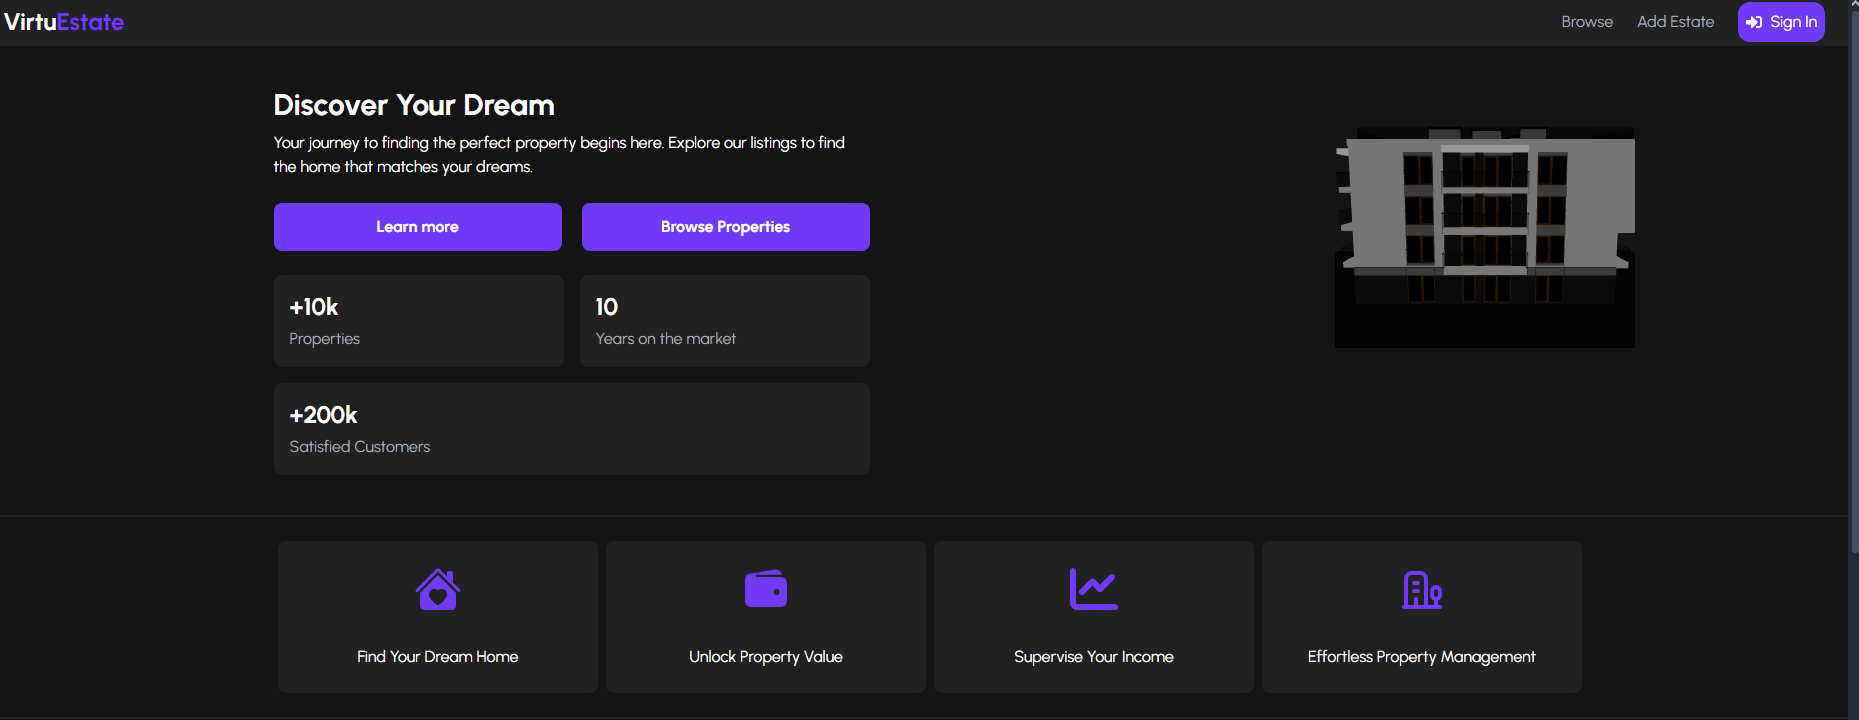 VirtuEstate
Browse
Add Estate
Sign In
Discover Your Dream
Your journey to finding the perfect property begins here. Explore our listings to find
the home that matches your dreams.
Learn more
Browse Properties
+10k
Properties
10
Years on the market
+200k
Satisfied Customers
Find Your Dream Home
Unlock Property Value
Supervise Your Income
Effortless Property Management